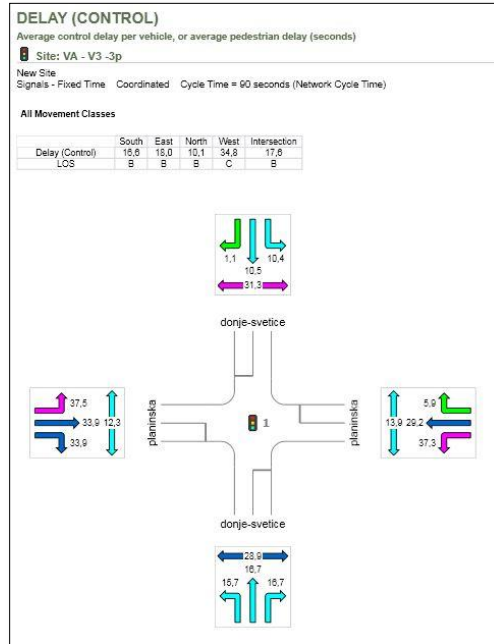 DELAY (CONTROL)
Average control delay per vehicle, or average pedestrian delay (seconds)
Site: VA - V3 -3p
New Site
Signals - Fixed Time Coordinated Cycle Time = 90 seconds (Network Cycle Time)
All Movement Classes
South East North West Intersection
Delay (Control) 16,6 18,0 10,1 34,8 17,6
LOS B B B C B
1,1 10,4
10,5
31,3
donje-svetice
37,5
33,9 12,3
33,9
planinska
1
planinska
5,9
13,9 29,2
37,3
donje-svetice
28,9
16,7
15,7 16,7